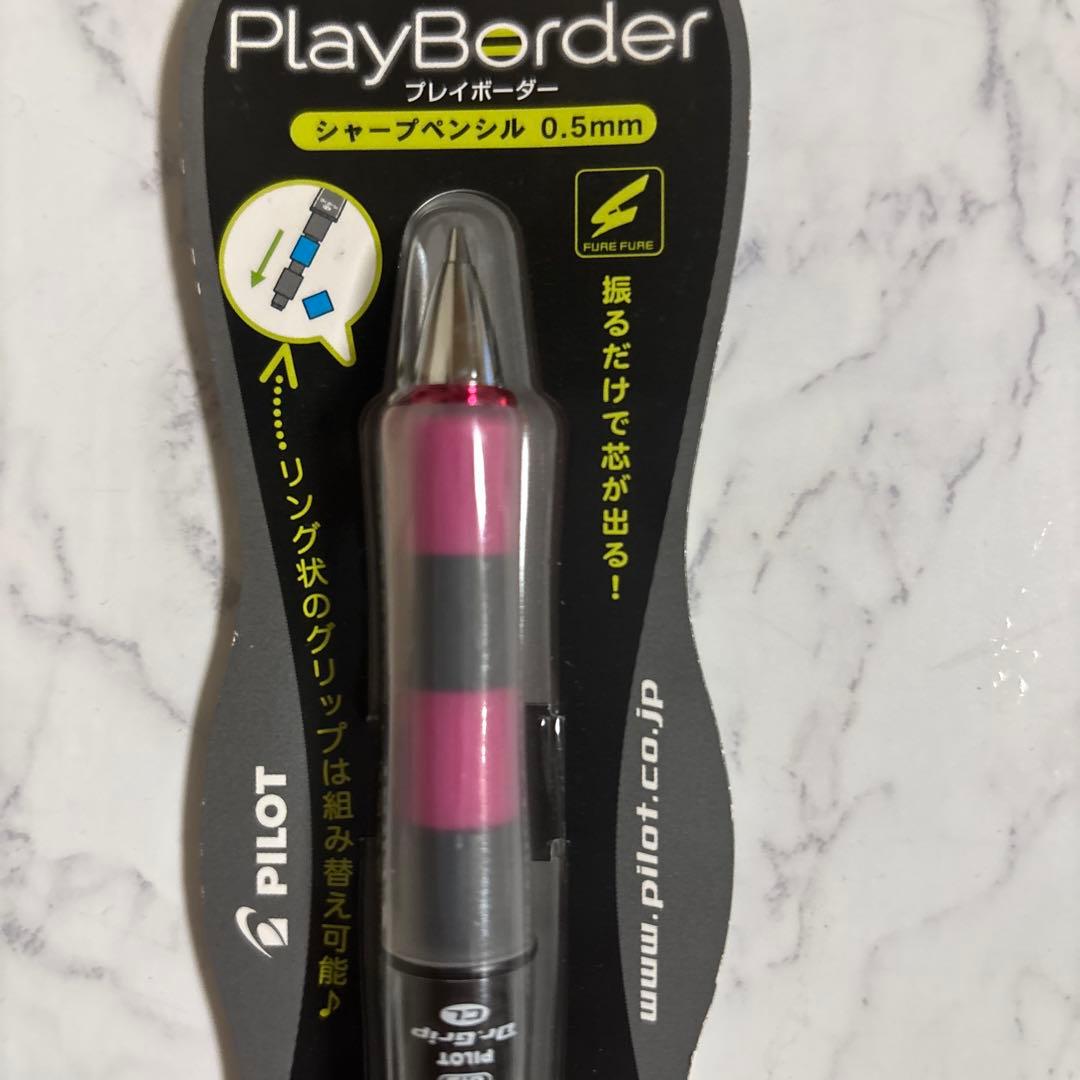 PlayBorder
プレイボーダー
シャープペンシル 0.5mm
FURE FURE
振るだけで芯が出る！
リング状のグリップは組み替え可能♪
PILOT
www.pilot.co.jp
CL
Dr.Grip
PILOT